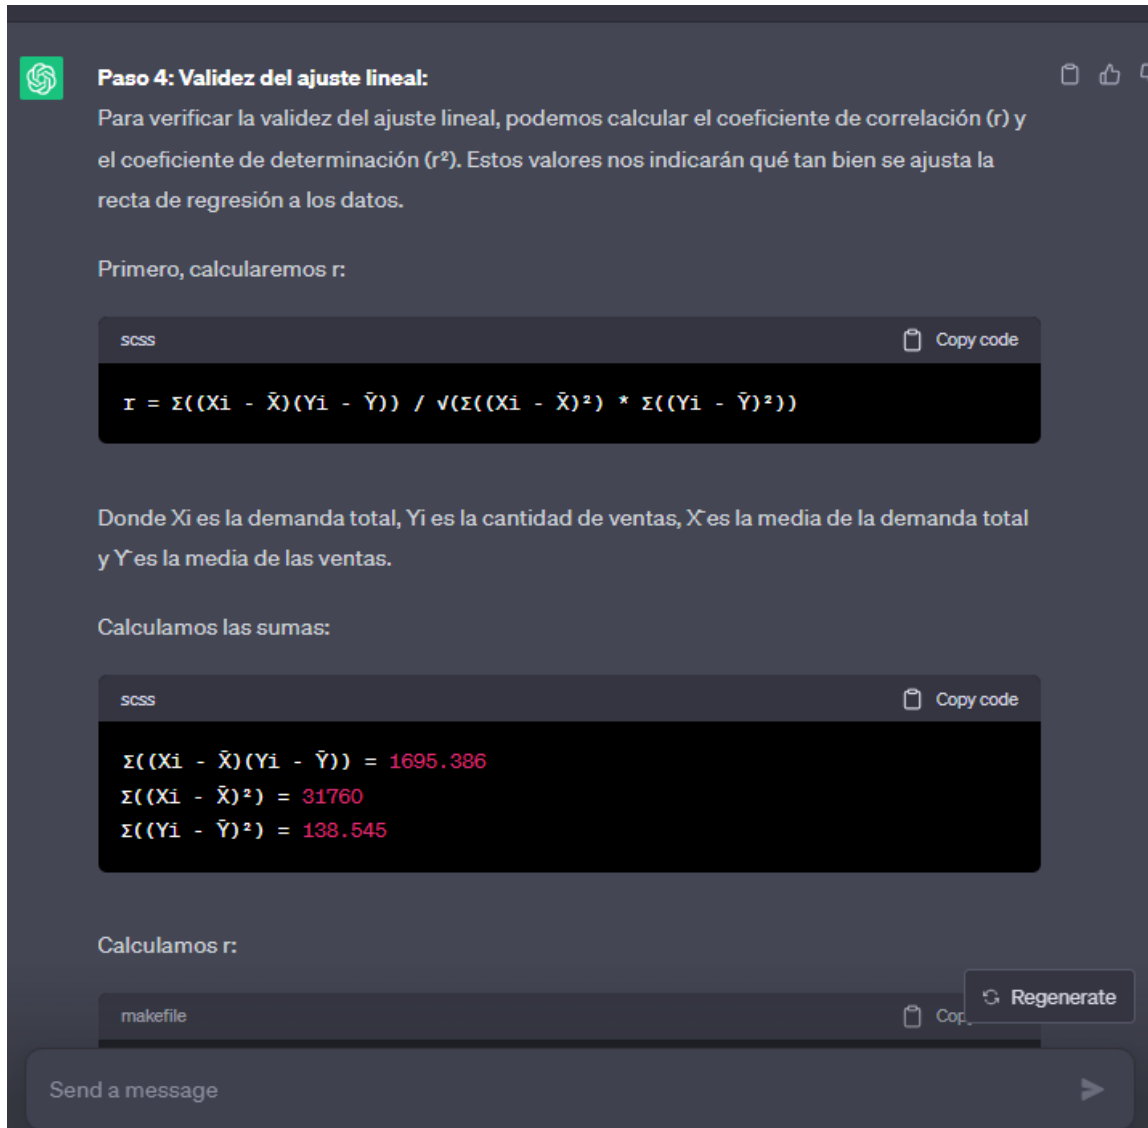 Paso 4: Validez del ajuste lineal:
Para verificar la validez del ajuste lineal, podemos calcular el coeficiente de correlación (r) y
el coeficiente de determinación (r²). Estos valores nos indicarán qué tan bien se ajusta la
recta de regresión a los datos.
Primero, calcularemos r:
scss
Copy code
r = Σ((Xi - X̄)(Yi - Ȳ)) / √(Σ((Xi - X̄)²) * Σ((Yi - Ȳ)²))
Donde Xi es la demanda total, Yi es la cantidad de ventas, X̄ es la media de la demanda total
y Ȳ es la media de las ventas.
Calculamos las sumas:
scss
Copy code
Σ((Xi - X̄)(Yi - Ȳ)) = 1695.386
Σ((Xi - X̄)²) = 31760
Σ((Yi - Ȳ)²) = 138.545
Calculamos r:
Regenerate
makefile
Send a message